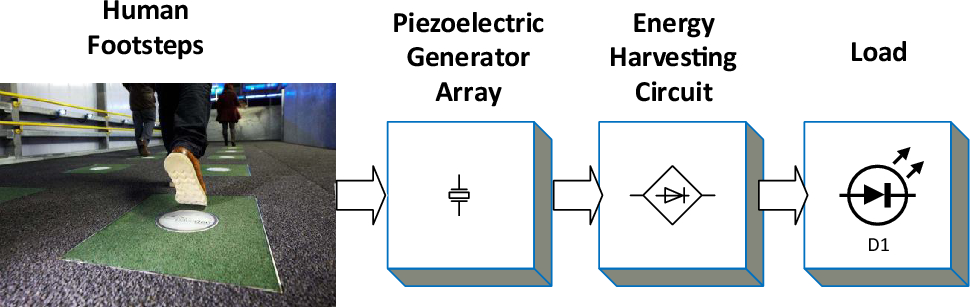 Human
Footsteps
Piezoelectric
Generator
Array
Energy
Harvesting
Circuit
Load
D1